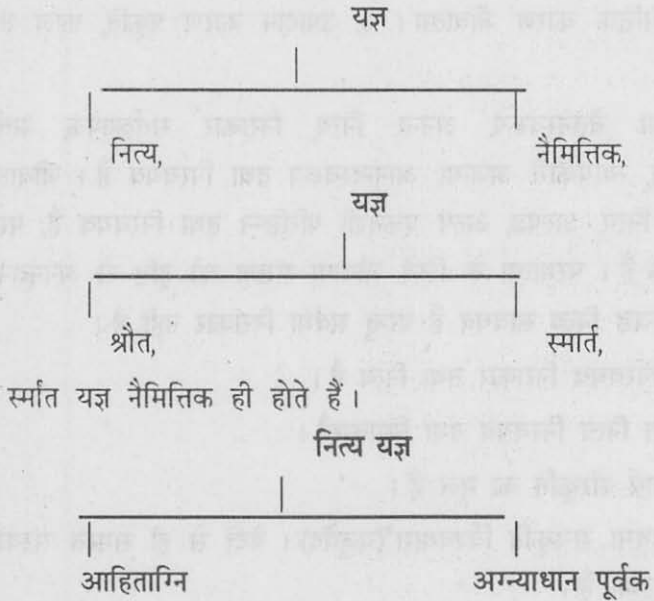 यज्ञ
नित्य, नैमित्तिक,
यज्ञ
श्रौत, स्मार्त,
र्स्मात यज्ञ नैमित्तिक ही होते है।
नित्य यज्ञ
आहिताग्नि अग्न्याधान पूर्वक